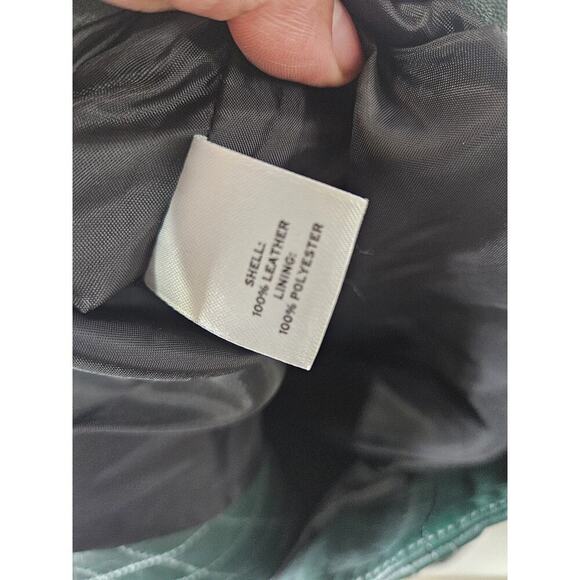 SHELL:
100% LEATHER
LINING:
100% POLYESTER